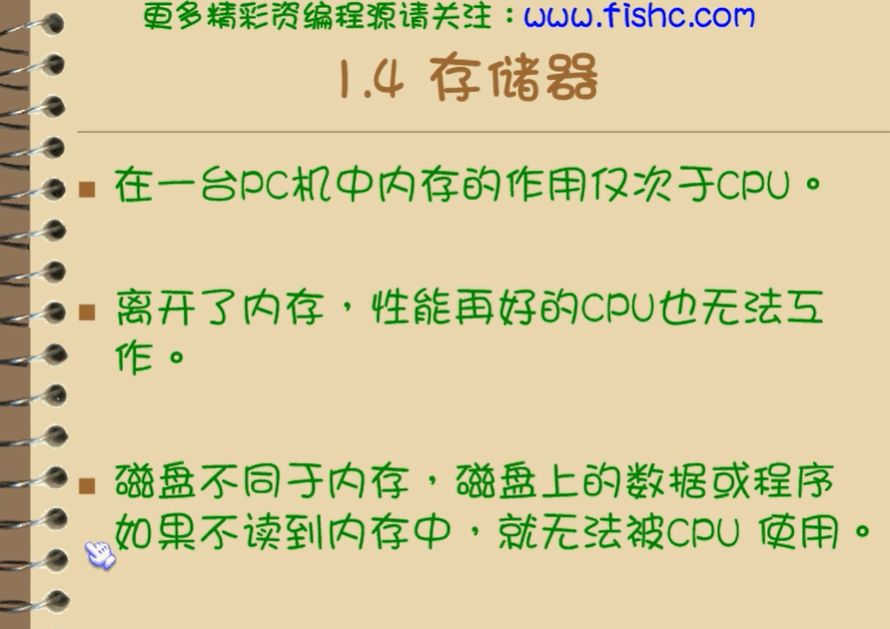 更多精彩资编程源请关注：www.fishc.com
1.4 存储器
在一台PC机中内存的作用仅次于CPU。
离开了内存，性能再好的CPU也无法工
作。
磁盘不同于内存，磁盘上的数据或程序
如果不读到内存中，就无法被CPU 使用。